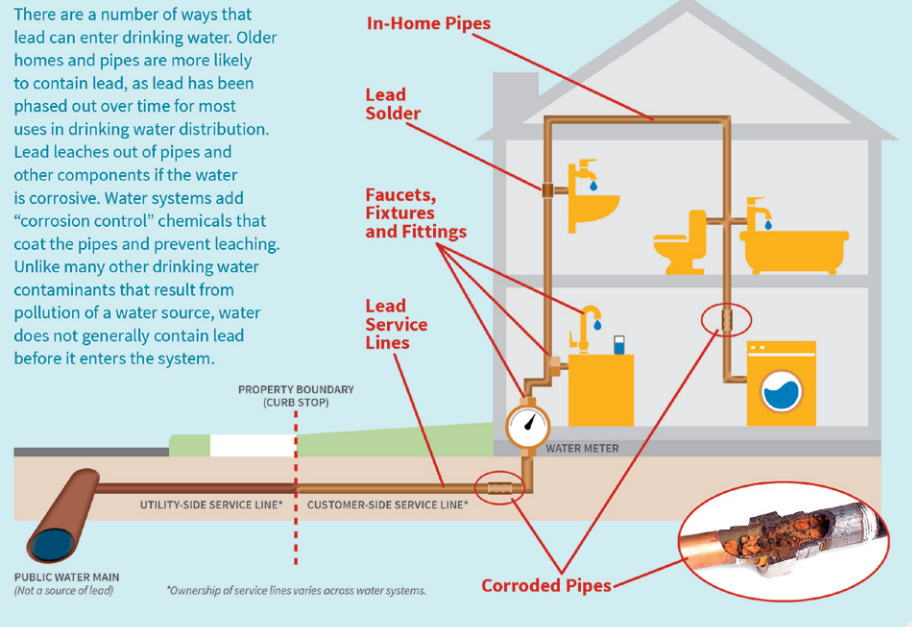 There are a number of ways that
lead can enter drinking water. Older
homes and pipes are more likely
to contain lead, as lead has been
phased out over time for most
uses in drinking water distribution.
Lead leaches out of pipes and
other components if the water
is corrosive. Water systems add
“corrosion control” chemicals that
coat the pipes and prevent leaching.
Unlike many other drinking water
contaminants that result from
pollution of a water source, water
does not generally contain lead
before it enters the system.
In-Home Pipes
Lead
Solder
Faucets,
Fixtures
and Fittings
Lead
Service
Lines
PROPERTY BOUNDARY
(CURB STOP)
WATER METER
UTILITY-SIDE SERVICE LINE*
CUSTOMER-SIDE SERVICE LINE*
PUBLIC WATER MAIN
(Not a source of lead)
*Ownership of service lines varies across water systems.
Corroded Pipes